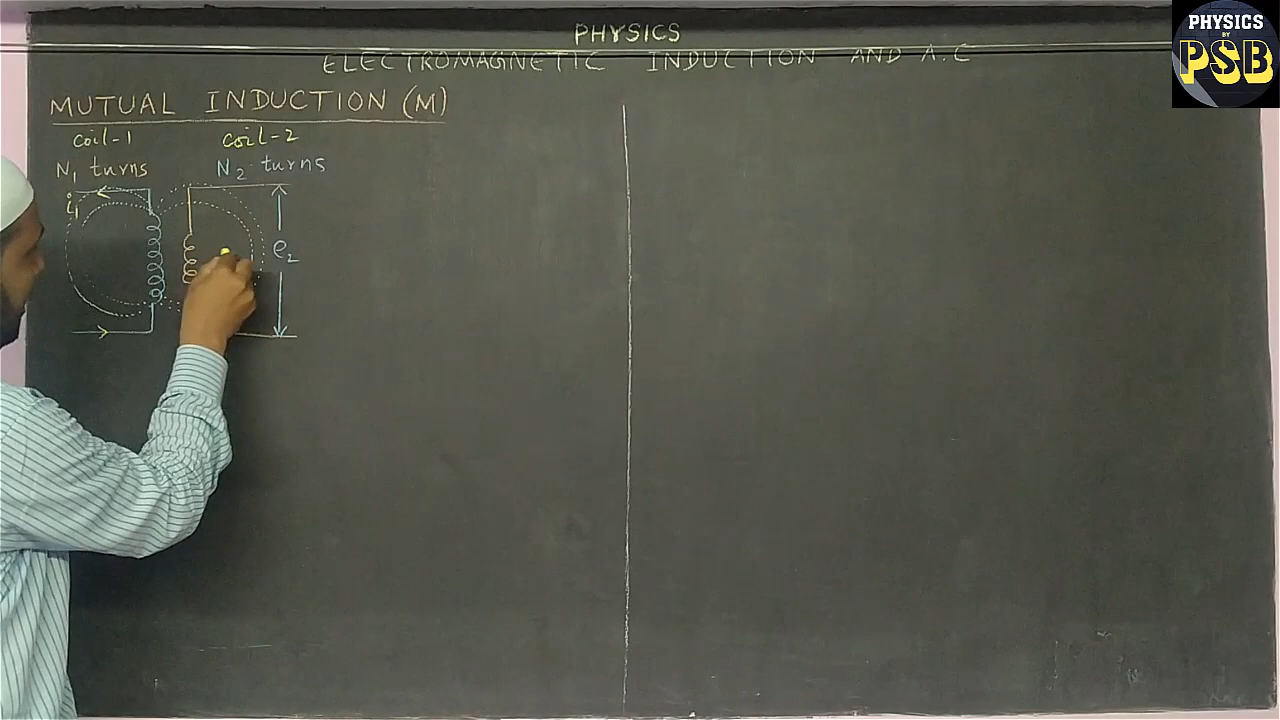 PHYSICS
ELECTROMAGNETIC INDUCTION AND A.C
MUTUAL INDUCTION (M)
coil-1 coil-2
N₁ turns N₂ turns
i₁
e₂
PHYSICS
BY
PSB